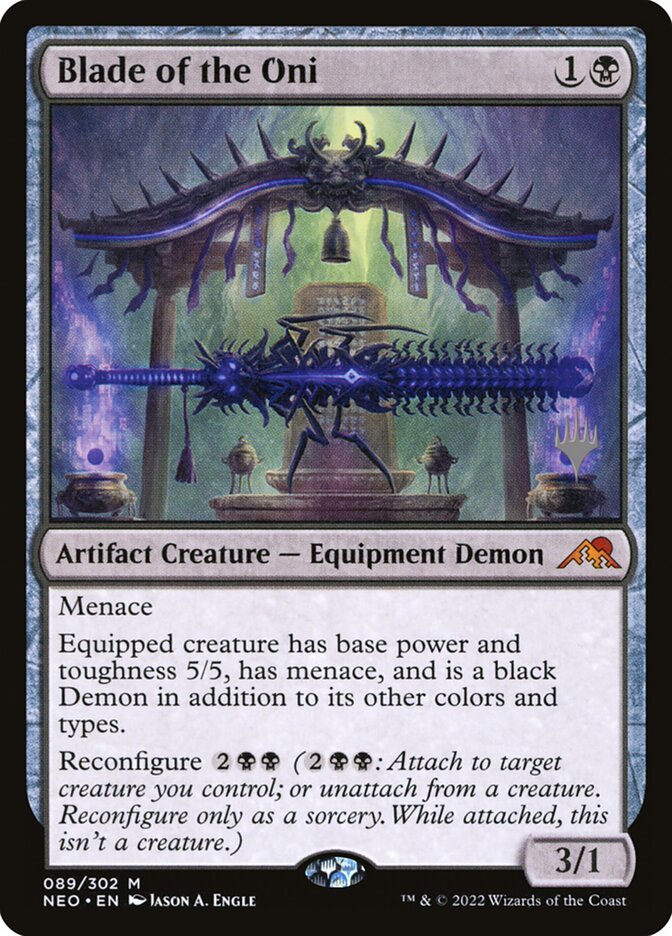 Blade of the Oni 1
Artifact Creature — Equipment Demon
Menace
Equipped creature has base power and
toughness 5/5, has menace, and is a black
Demon in addition to its other colors and
types.
Reconfigure 2 (2: Attach to target
creature you control; or unattach from a creature.
Reconfigure only as a sorcery. While attached, this
isn't a creature.)
3/1
089/302 M
NEO • EN Jason A. Engle
™ & © 2022 Wizards of the Coast